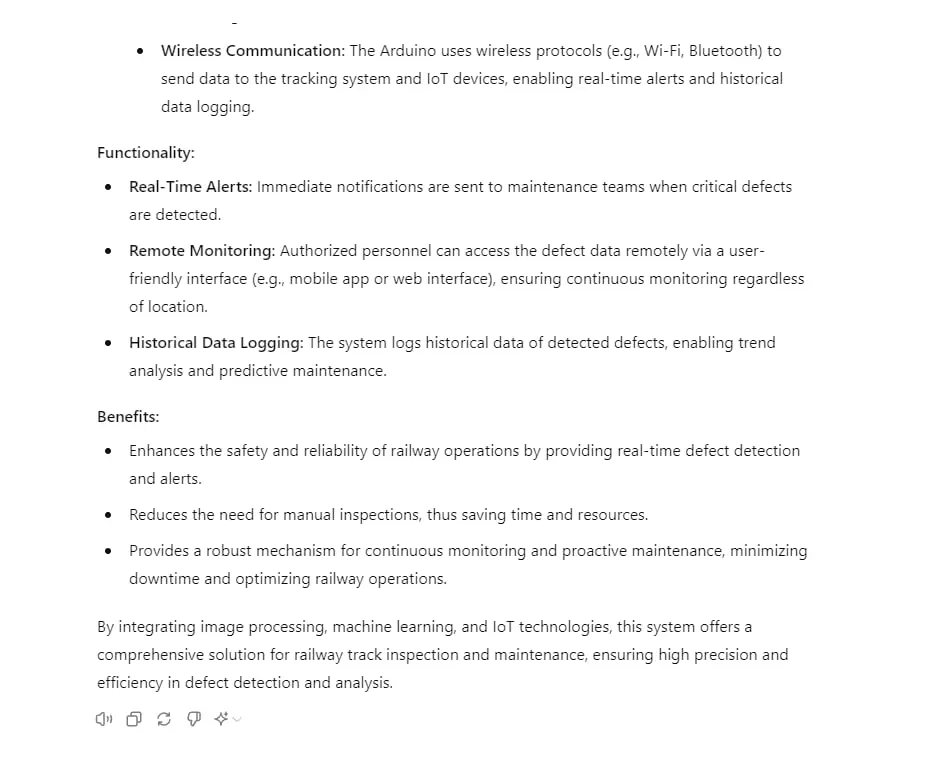 • Wireless Communication: The Arduino uses wireless protocols (e.g., Wi-Fi, Bluetooth) to
send data to the tracking system and IoT devices, enabling real-time alerts and historical
data logging.
Functionality:
• Real-Time Alerts: Immediate notifications are sent to maintenance teams when critical defects
are detected.
• Remote Monitoring: Authorized personnel can access the defect data remotely via a user-
friendly interface (e.g., mobile app or web interface), ensuring continuous monitoring regardless
of location.
• Historical Data Logging: The system logs historical data of detected defects, enabling trend
analysis and predictive maintenance.
Benefits:
• Enhances the safety and reliability of railway operations by providing real-time defect detection
and alerts.
• Reduces the need for manual inspections, thus saving time and resources.
• Provides a robust mechanism for continuous monitoring and proactive maintenance, minimizing
downtime and optimizing railway operations.
By integrating image processing, machine learning, and IoT technologies, this system offers a
comprehensive solution for railway track inspection and maintenance, ensuring high precision and
efficiency in defect detection and analysis.